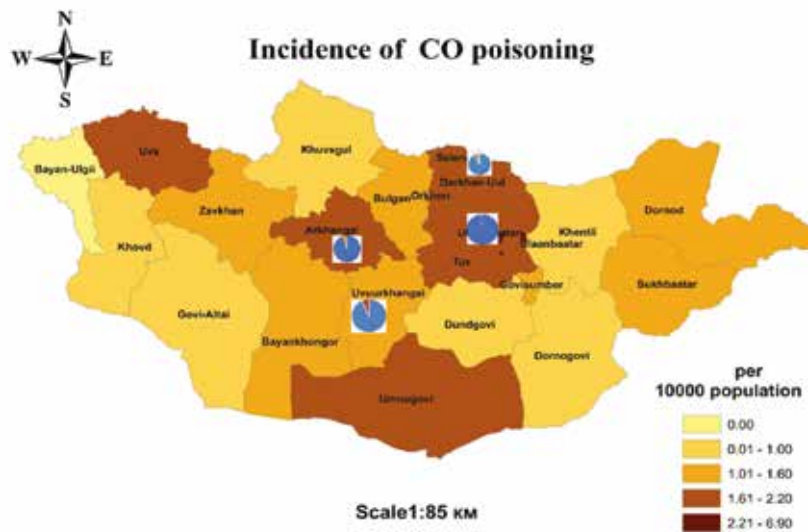 N
Incidence of CO poisoning
W E
S
Uvs
Bayan-Ulgii
Khuvsgul
Selenge
Darkhan-Uul
Zavkhan
Bulgan
Orkhon
Dornod
Arkhangai
Khentii
Khovd
Ulaanbaatar
Tuv
Govisumber
Sukhbaatar
Uvuurkhangai
Govi-Altai
Dundgovi
Bayankhongor
Dornogovi
Umnugovi
per
10000 population
0.00
0.01 - 1.00
1.01 - 1.60
1.61 - 2.20
2.21 - 6.90
Scale1:85 км